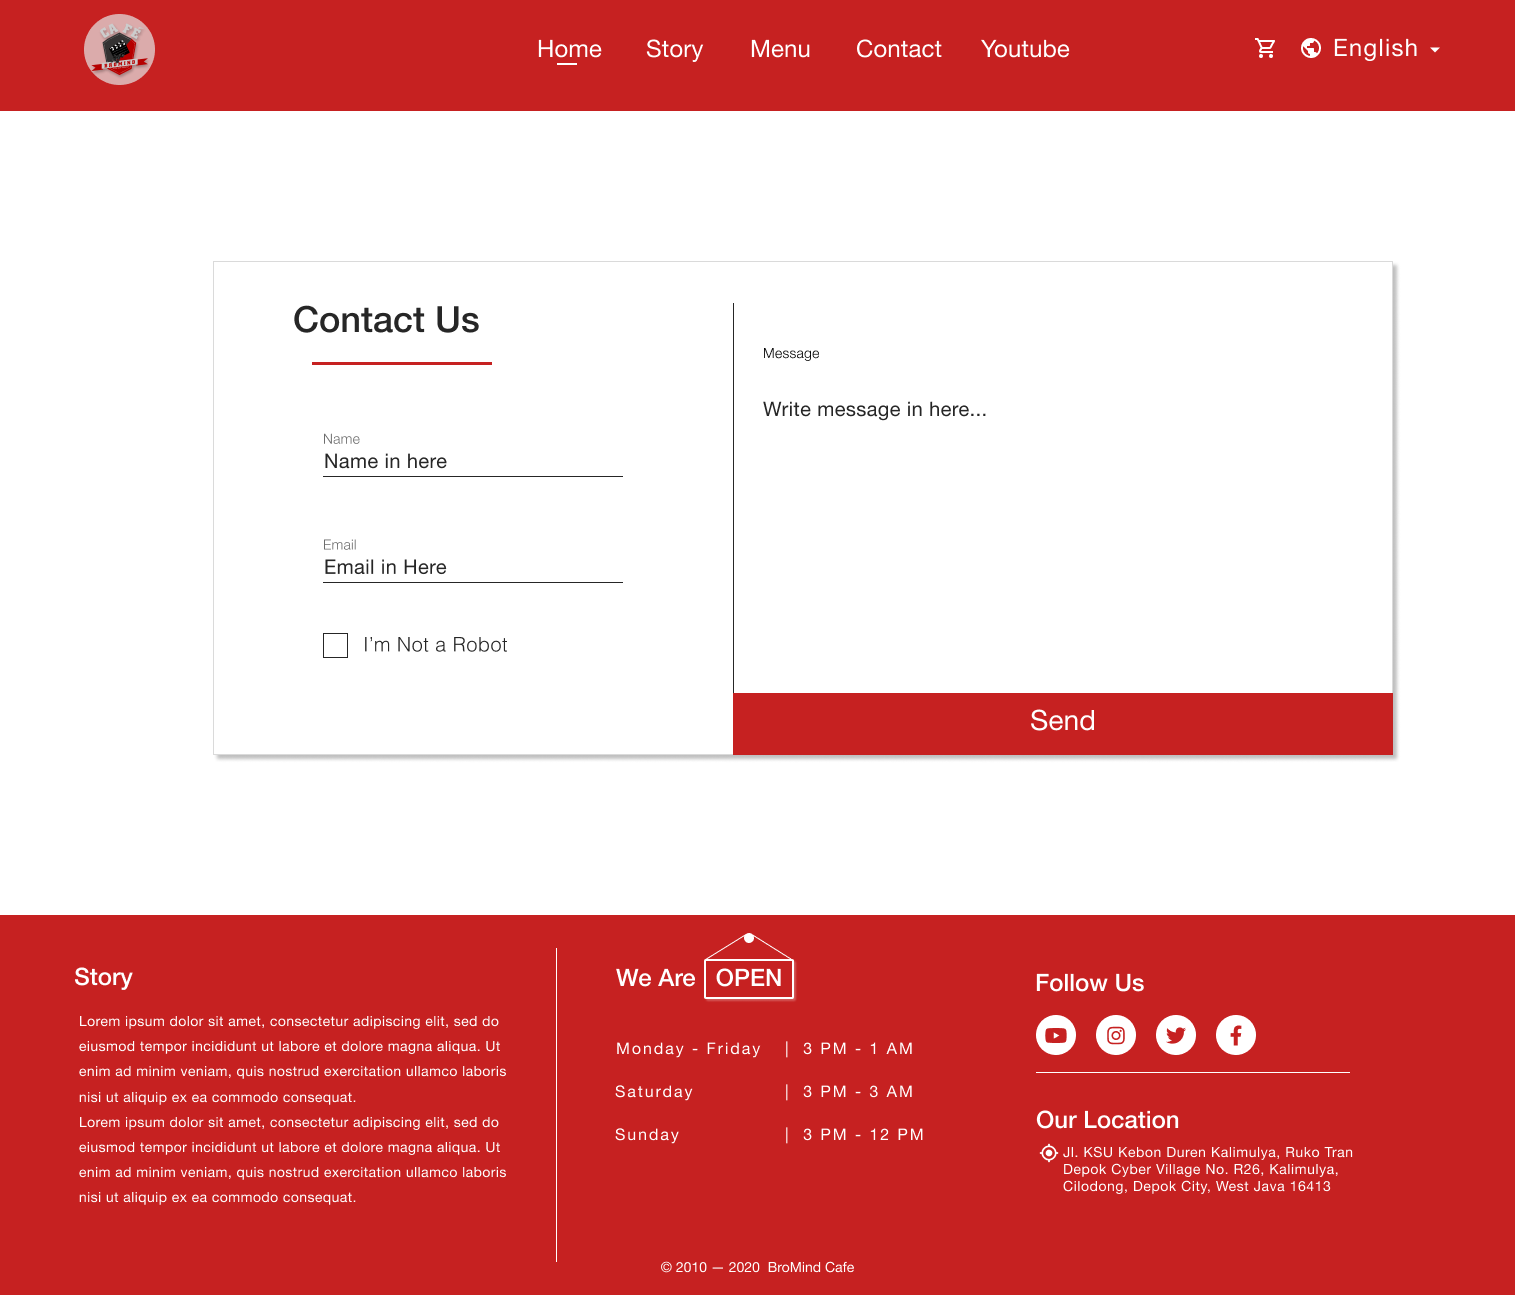 CAFE
BROMIND
Home Story Menu Contact Youtube English
Contact Us
Name
Name in here
Email
Email in Here
I'm Not a Robot
Message
Write message in here...
Send
Story
Lorem ipsum dolor sit amet, consectetur adipiscing elit, sed do
eiusmod tempor incididunt ut labore et dolore magna aliqua. Ut
enim ad minim veniam, quis nostrud exercitation ullamco laboris
nisi ut aliquip ex ea commodo consequat.
Lorem ipsum dolor sit amet, consectetur adipiscing elit, sed do
eiusmod tempor incididunt ut labore et dolore magna aliqua. Ut
enim ad minim veniam, quis nostrud exercitation ullamco laboris
nisi ut aliquip ex ea commodo consequat.
We Are OPEN
Monday - Friday | 3 PM - 1 AM
Saturday | 3 PM - 3 AM
Sunday | 3 PM - 12 PM
Follow Us
Our Location
Jl. KSU Kebon Duren Kalimulya, Ruko Tran
Depok Cyber Village No. R26, Kalimulya,
Cilodong, Depok City, West Java 16413
© 2010 — 2020 BroMind Cafe